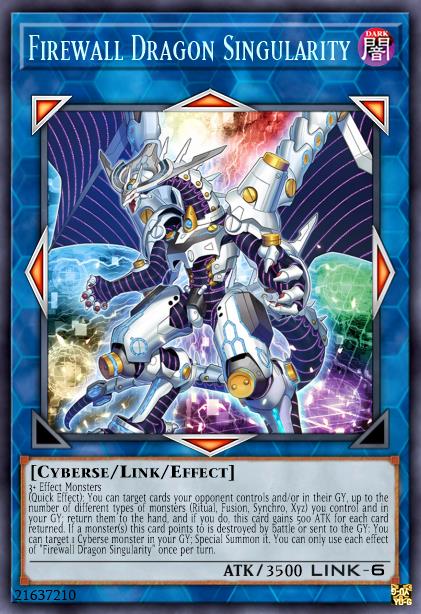 FIREWALL DRAGON SINGULARITY
DARK
闇
[CYBERSE/LINK/EFFECT]
3+ Effect Monsters
(Quick Effect): You can target cards your opponent controls and/or in their GY, up to the
number of different types of monsters (Ritual, Fusion, Synchro, Xyz) you control and in
your GY; return them to the hand, and if you do, this card gains 500 ATK for each card
returned. If a monster(s) this card points to is destroyed by battle or sent to the GY: You
can target 1 Cyberse monster in your GY; Special Summon it. You can only use each
effect of "Firewall Dragon Singularity" once per turn.
ATK/3500 LINK-6
21637210